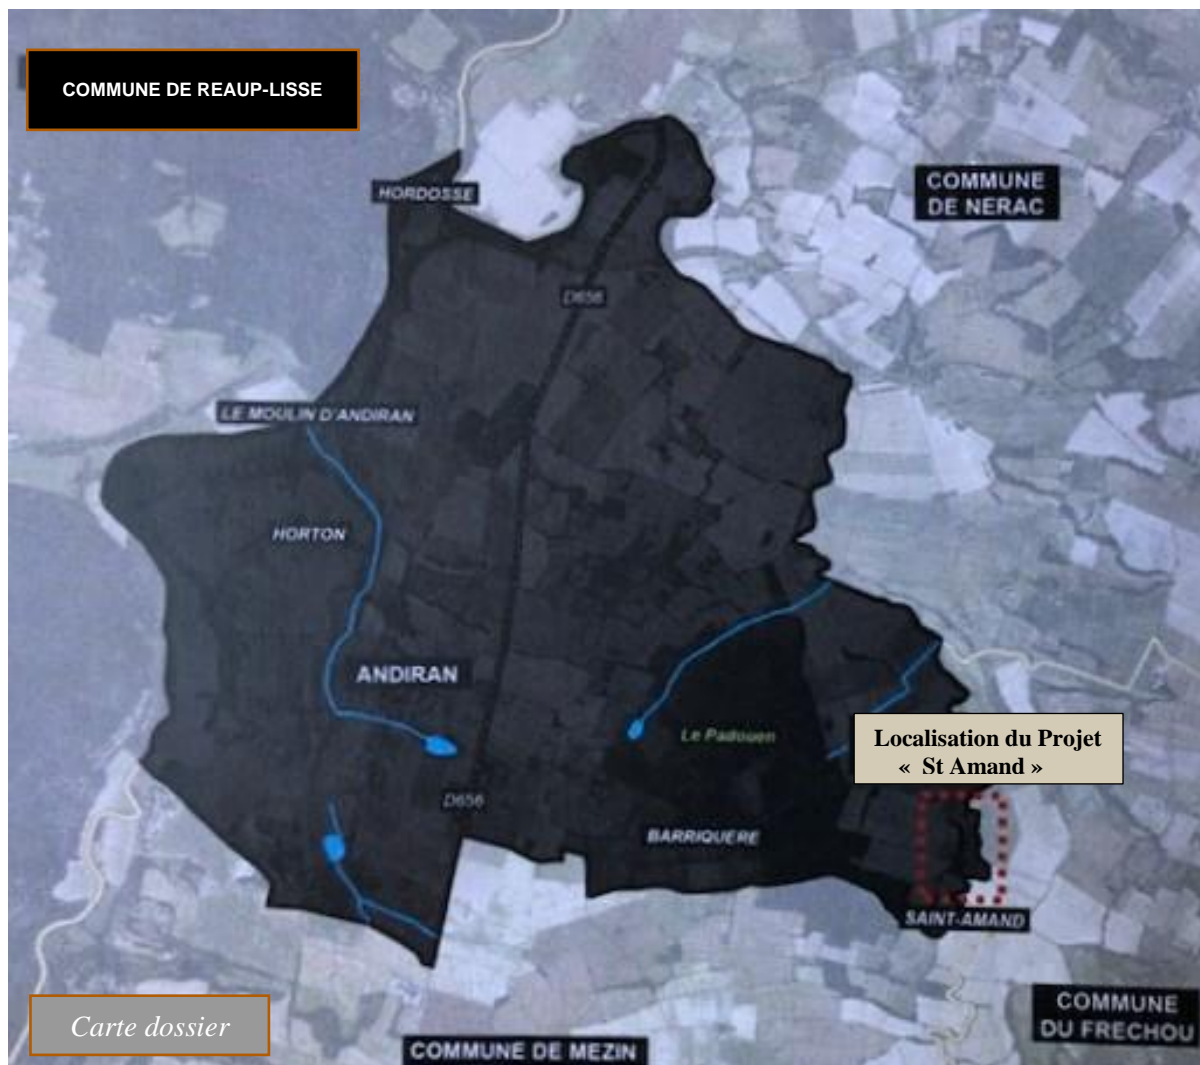 COMMUNE DE REAUP-LISSE
HORDOSSE
COMMUNE
DE NERAC
D656
LE MOULIN D'ANDIRAN
HORTON
ANDIRAN
Le Padouen
Localisation du Projet
« St Amand »
D656
BARRIQUERE
SAINT-AMAND
COMMUNE
DU FRECHOU
Carte dossier
COMMUNE DE MEZIN